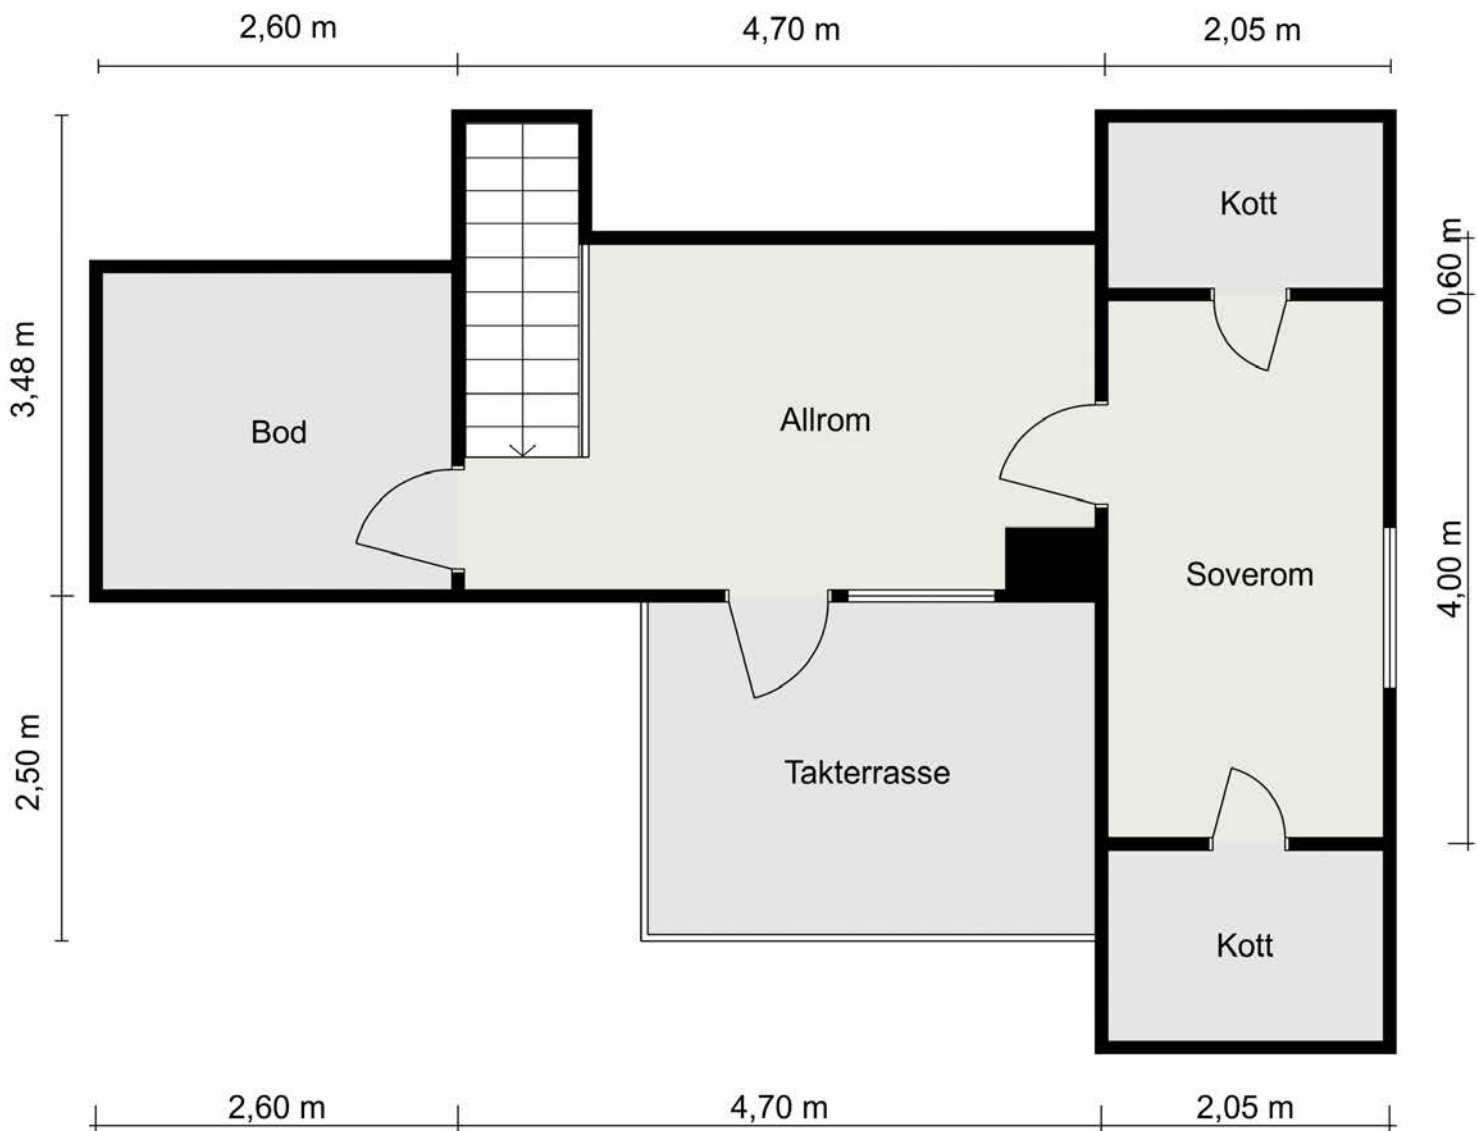 2,60 m
4,70 m
2,05 m
Kott
0,60 m
3,48 m
Allrom
Bod
Soverom
4,00 m
2,50 m
Takterrasse
Kott
2,60 m
4,70 m
2,05 m